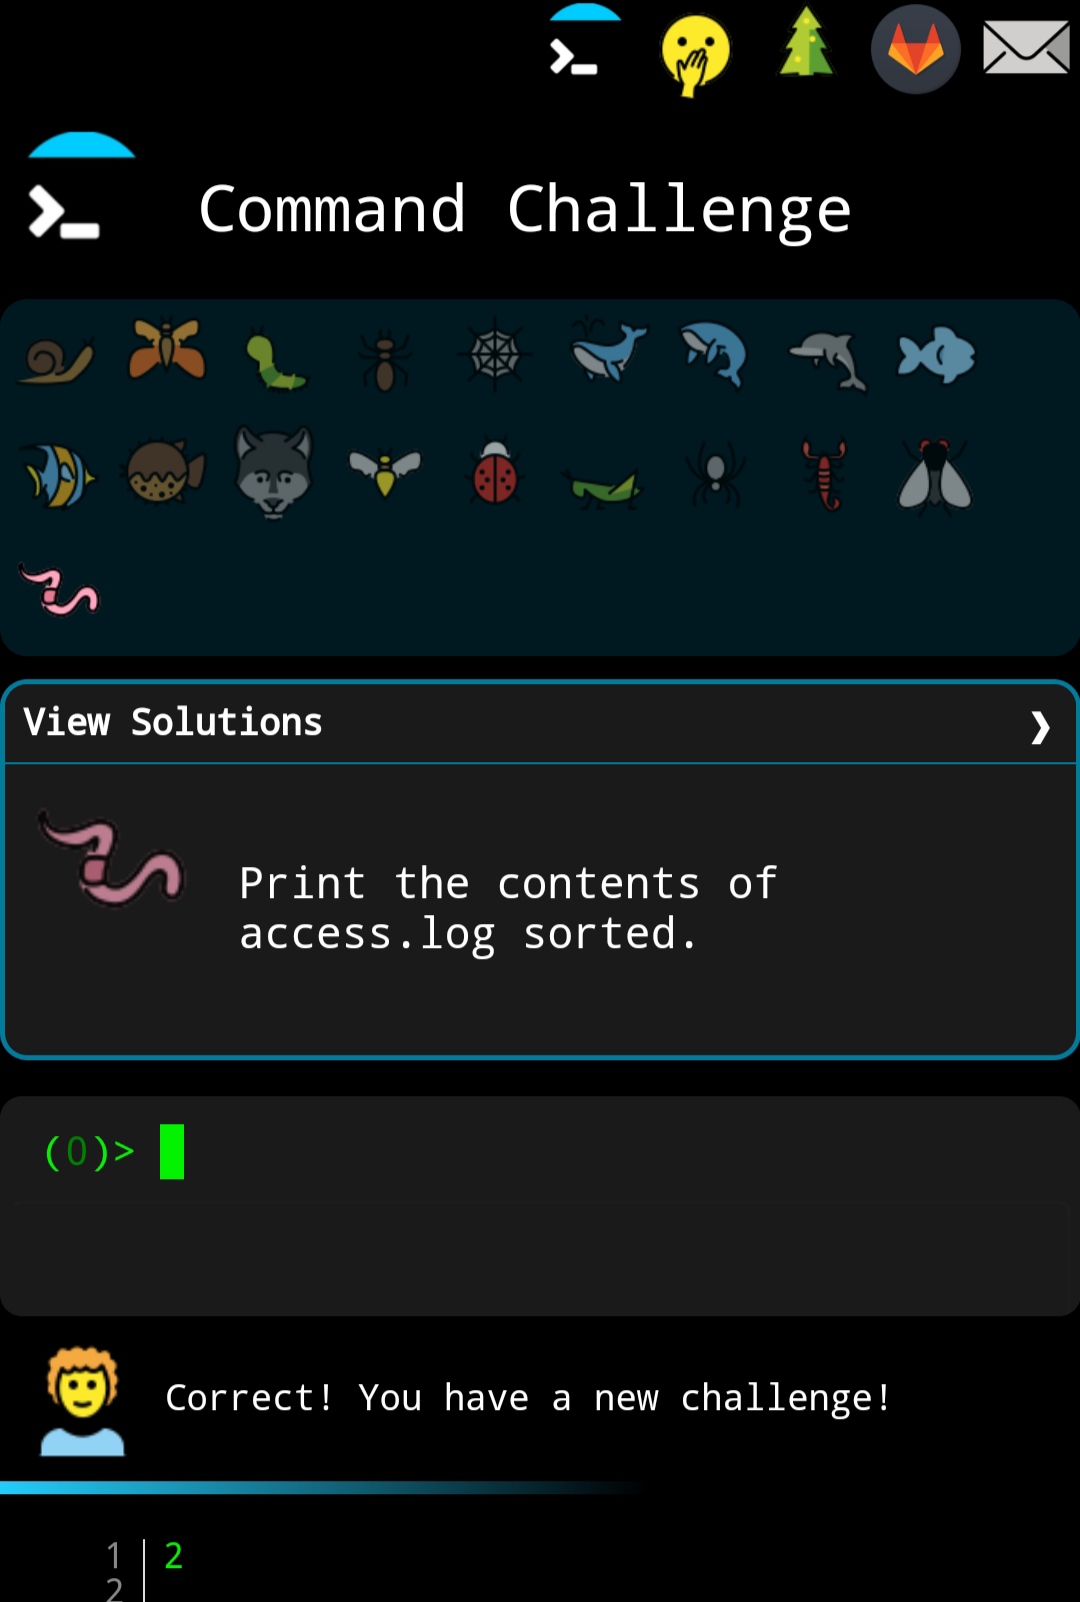 Command Challenge
View Solutions ❯
Print the contents of
access.log sorted.
(0)>
Correct! You have a new challenge!
1 2
2